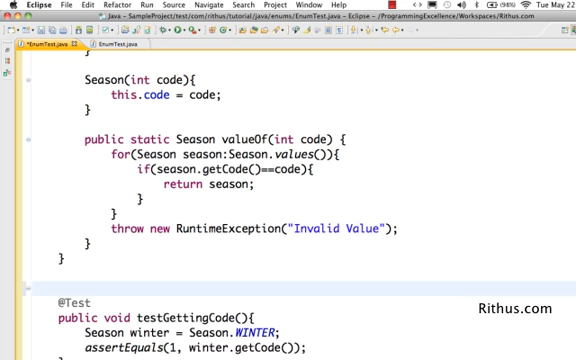 Eclipse File Edit Refactor Source Navigate Search Project Window Help (98%) Tue May 22
Java - SampleProject/test/com/rithus/tutorial/java/enums/EnumTest.java - Eclipse - /ProgrammingExcellence/Workspaces/Rithus.com
*EnumTest.java EnumTest.java
}
Season(int code){
this.code = code;
}
public static Season valueOf(int code) {
for(Season season:Season.values()){
if(season.getCode()==code){
return season;
}
}
throw new RuntimeException("Invalid Value");
}
}
@Test
public void testGettingCode(){
Season winter = Season.WINTER;
assertEquals(1, winter.getCode());
}
Rithus.com